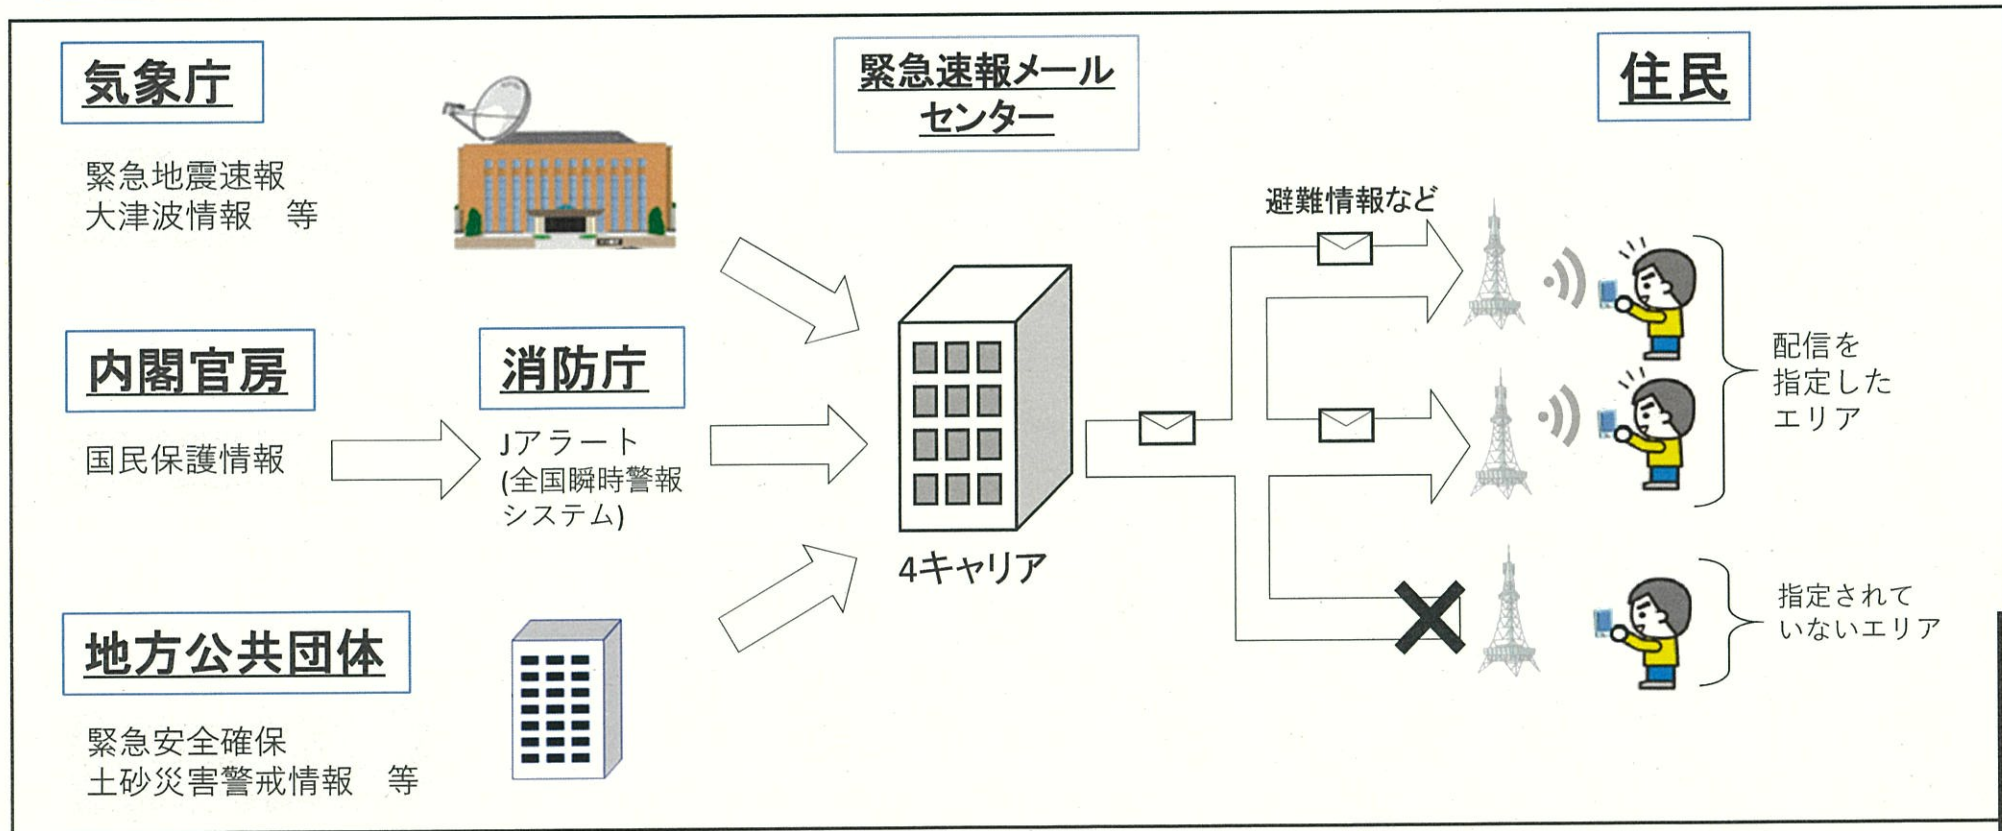 気象庁
緊急地震速報
大津波情報　等
内閣官房
国民保護情報
消防庁
Jアラート
(全国瞬時警報
システム)
地方公共団体
緊急安全確保
土砂災害警戒情報　等
緊急速報メール
センター
4キャリア
避難情報など
住民
配信を
指定した
エリア
指定されて
いないエリア